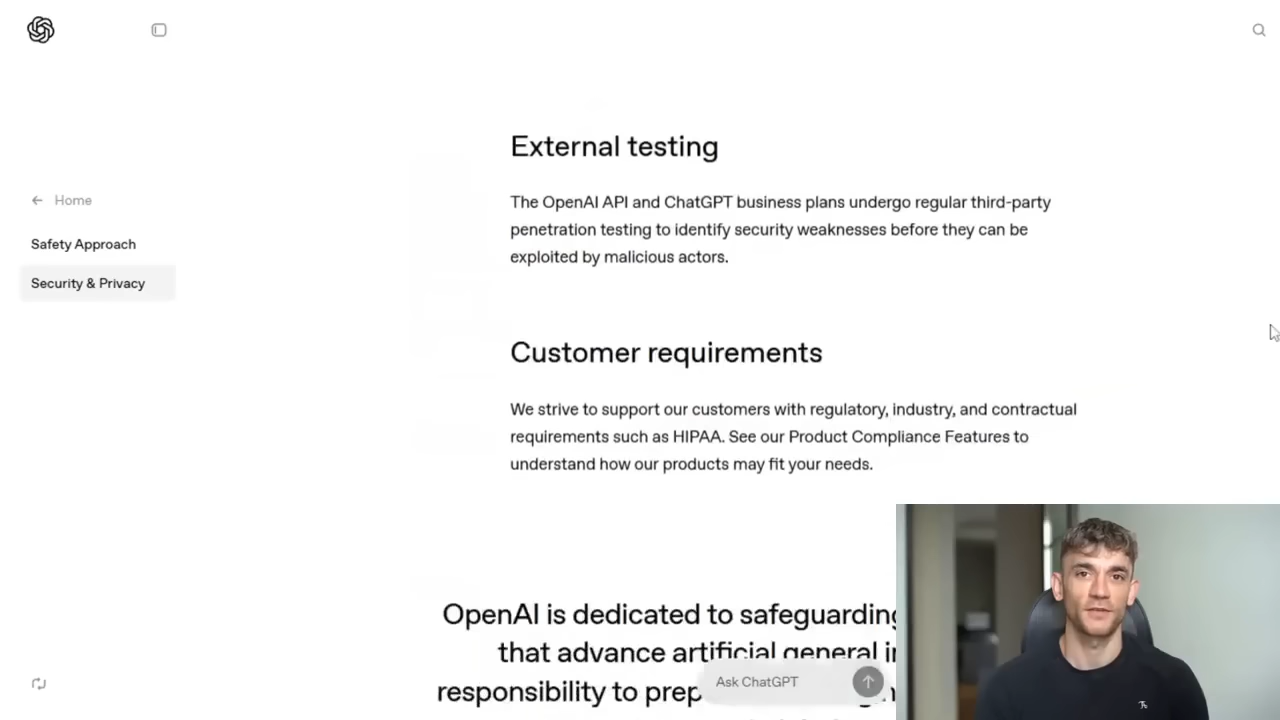 External testing
Home
The OpenAI API and ChatGPT business plans undergo regular third-party
penetration testing to identify security weaknesses before they can be
exploited by malicious actors.
Safety Approach
Security & Privacy
Customer requirements
We strive to support our customers with regulatory, industry, and contractual
requirements such as HIPAA. See our Product Compliance Features to
understand how our products may fit your needs.
OpenAI is dedicated to safeguarding
that advance artificial general
responsibility to
Ask ChatGPT